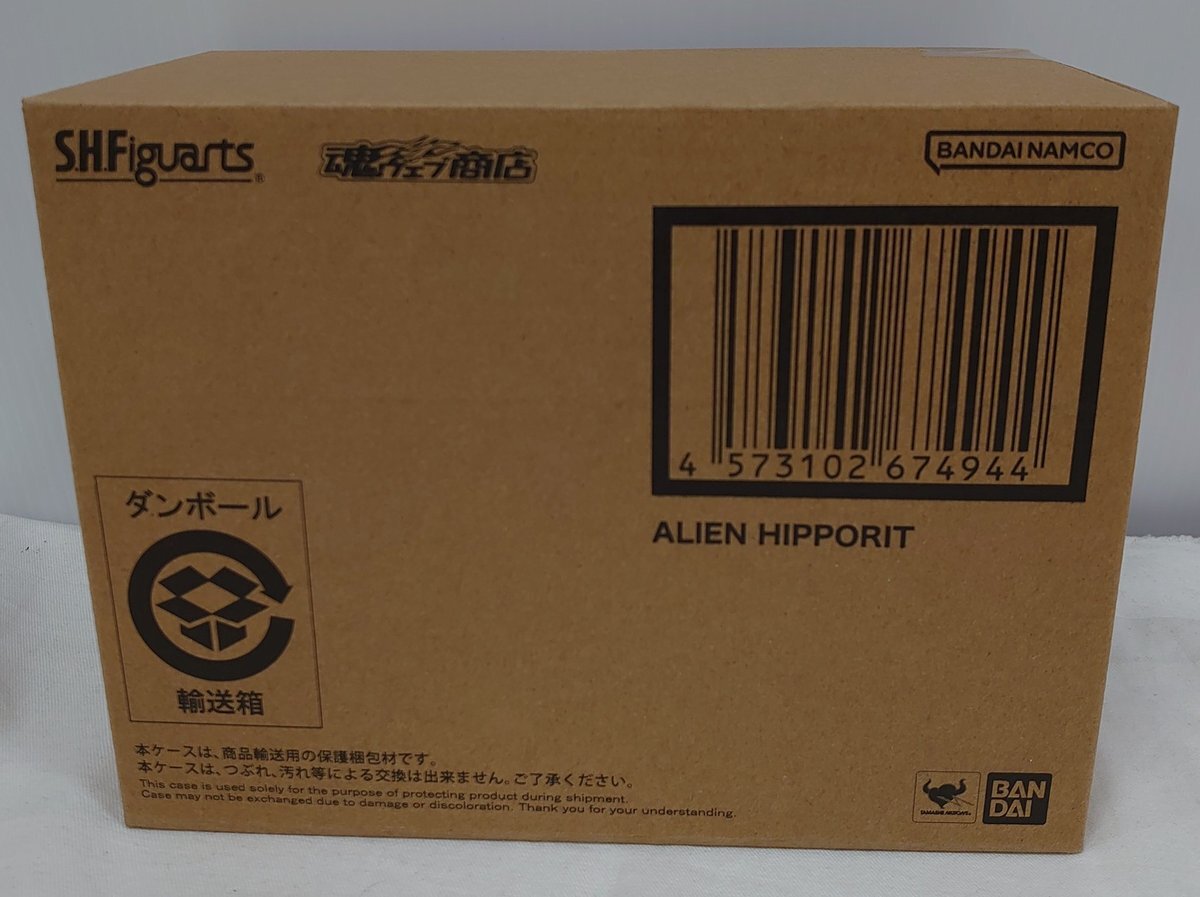 S.H.Figuarts®
魂ウェブ商店
BANDAI NAMCO
4 573102 674944
ALIEN HIPPORIT
ダンボール
輸送箱
本ケースは、商品輸送用の保護梱包材です。
本ケースは、つぶれ、汚れ等による交換は出来ません。ご了承ください。
This case is used solely for the purpose of protecting product during shipment.
Case may not be exchanged due to damage or discoloration. Thank you for your understanding.
TAMASHII NATIONS
BAN
DAI